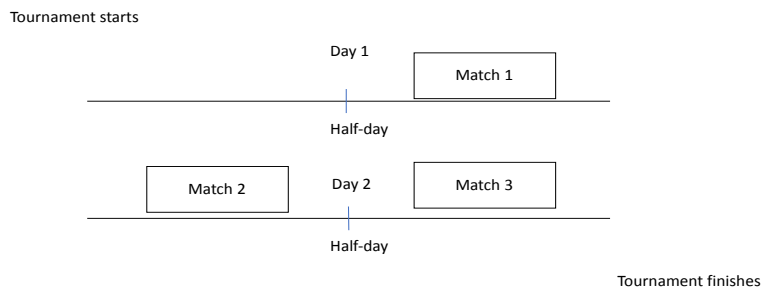 Tournament starts
Day 1
Match 1
Half-day
Match 2
Day 2
Match 3
Half-day
Tournament finishes